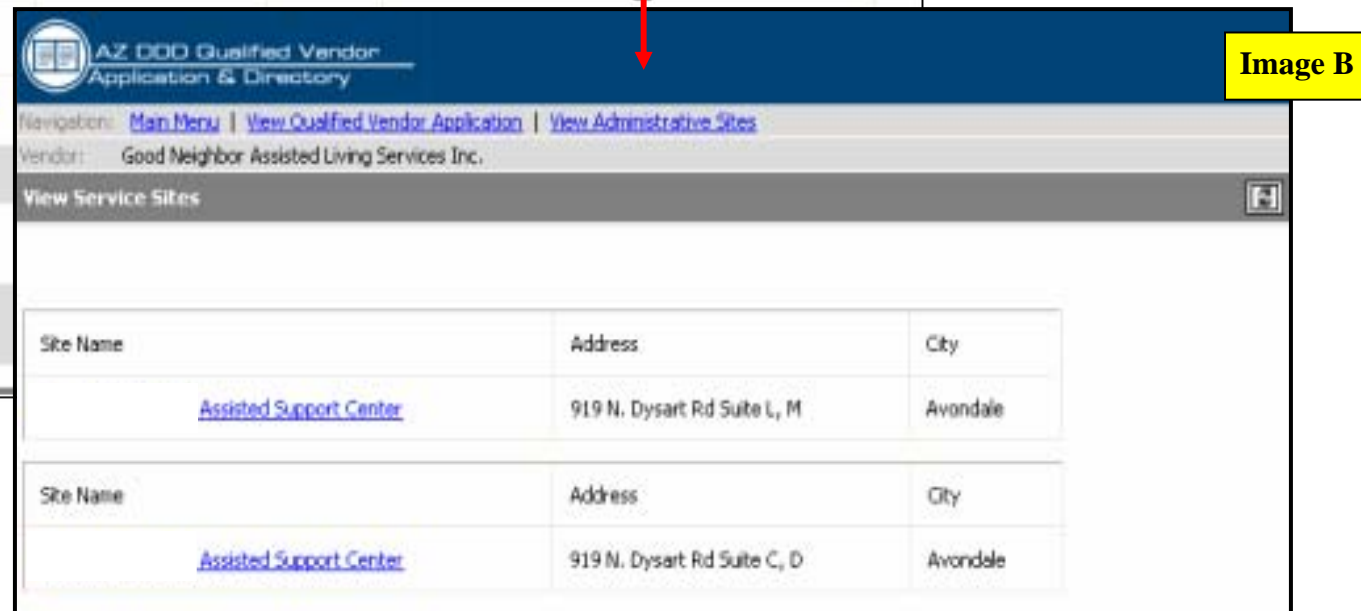 AZ DDD Qualified Vendor
Application & Directory
Image B
Navigation: Main Menu | View Qualified Vendor Application | View Administrative Sites
Vendor: Good Neighbor Assisted Living Services Inc.
View Service Sites
Site Name Address City
Assisted Support Center 919 N. Dysart Rd Suite L, M Avondale
Site Name Address City
Assisted Support Center 919 N. Dysart Rd Suite C, D Avondale